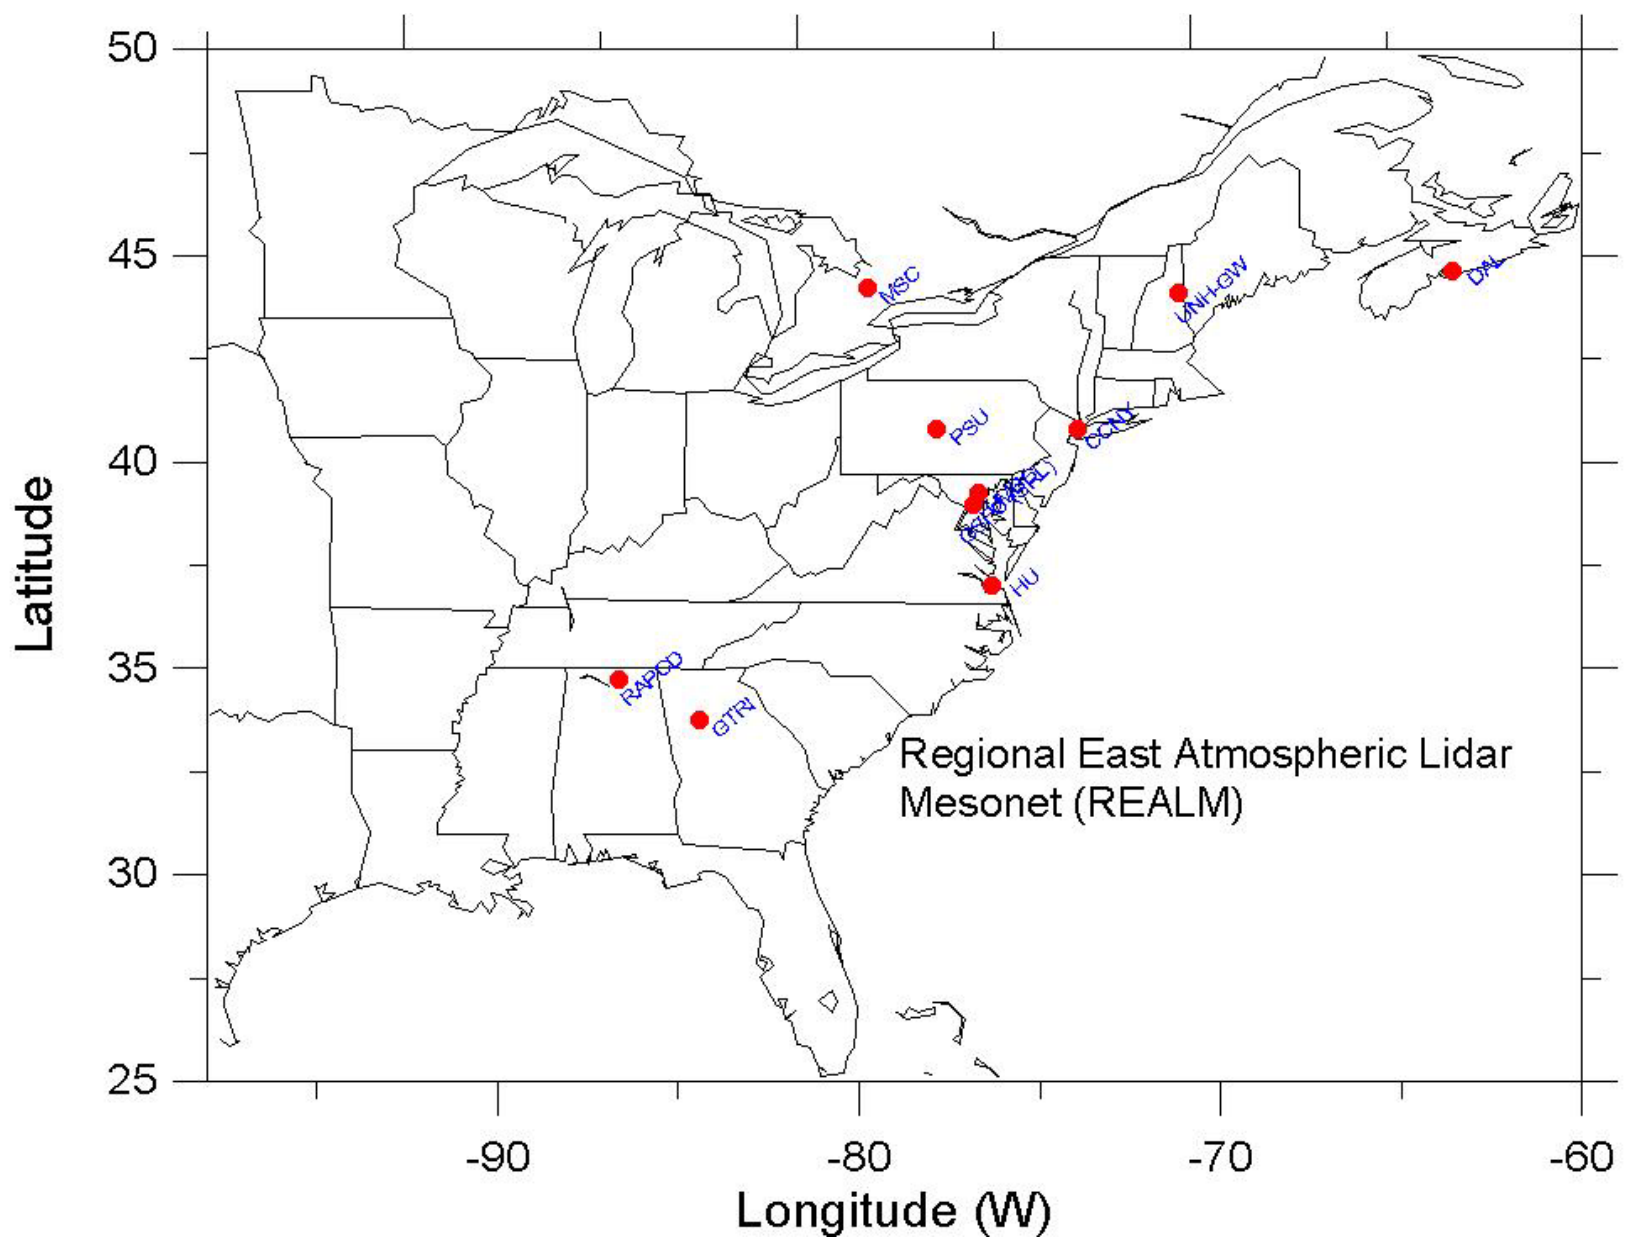 50
45
40
35
30
25
Latitude
MSC
UNH-GW
DAL
PSU
CCNY
HU
RAPCD
GTRI
Regional East Atmospheric Lidar
Mesonet (REALM)
-90
-80
-70
-60
Longitude (W)